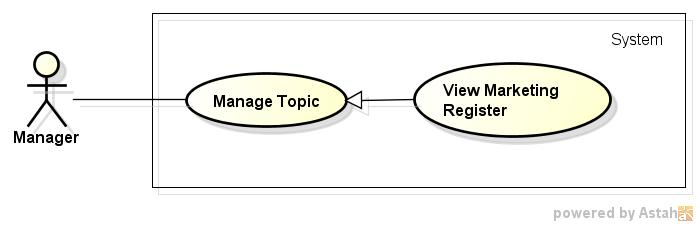 System
Manage Topic
View Marketing
Register
Manager
powered by Astah